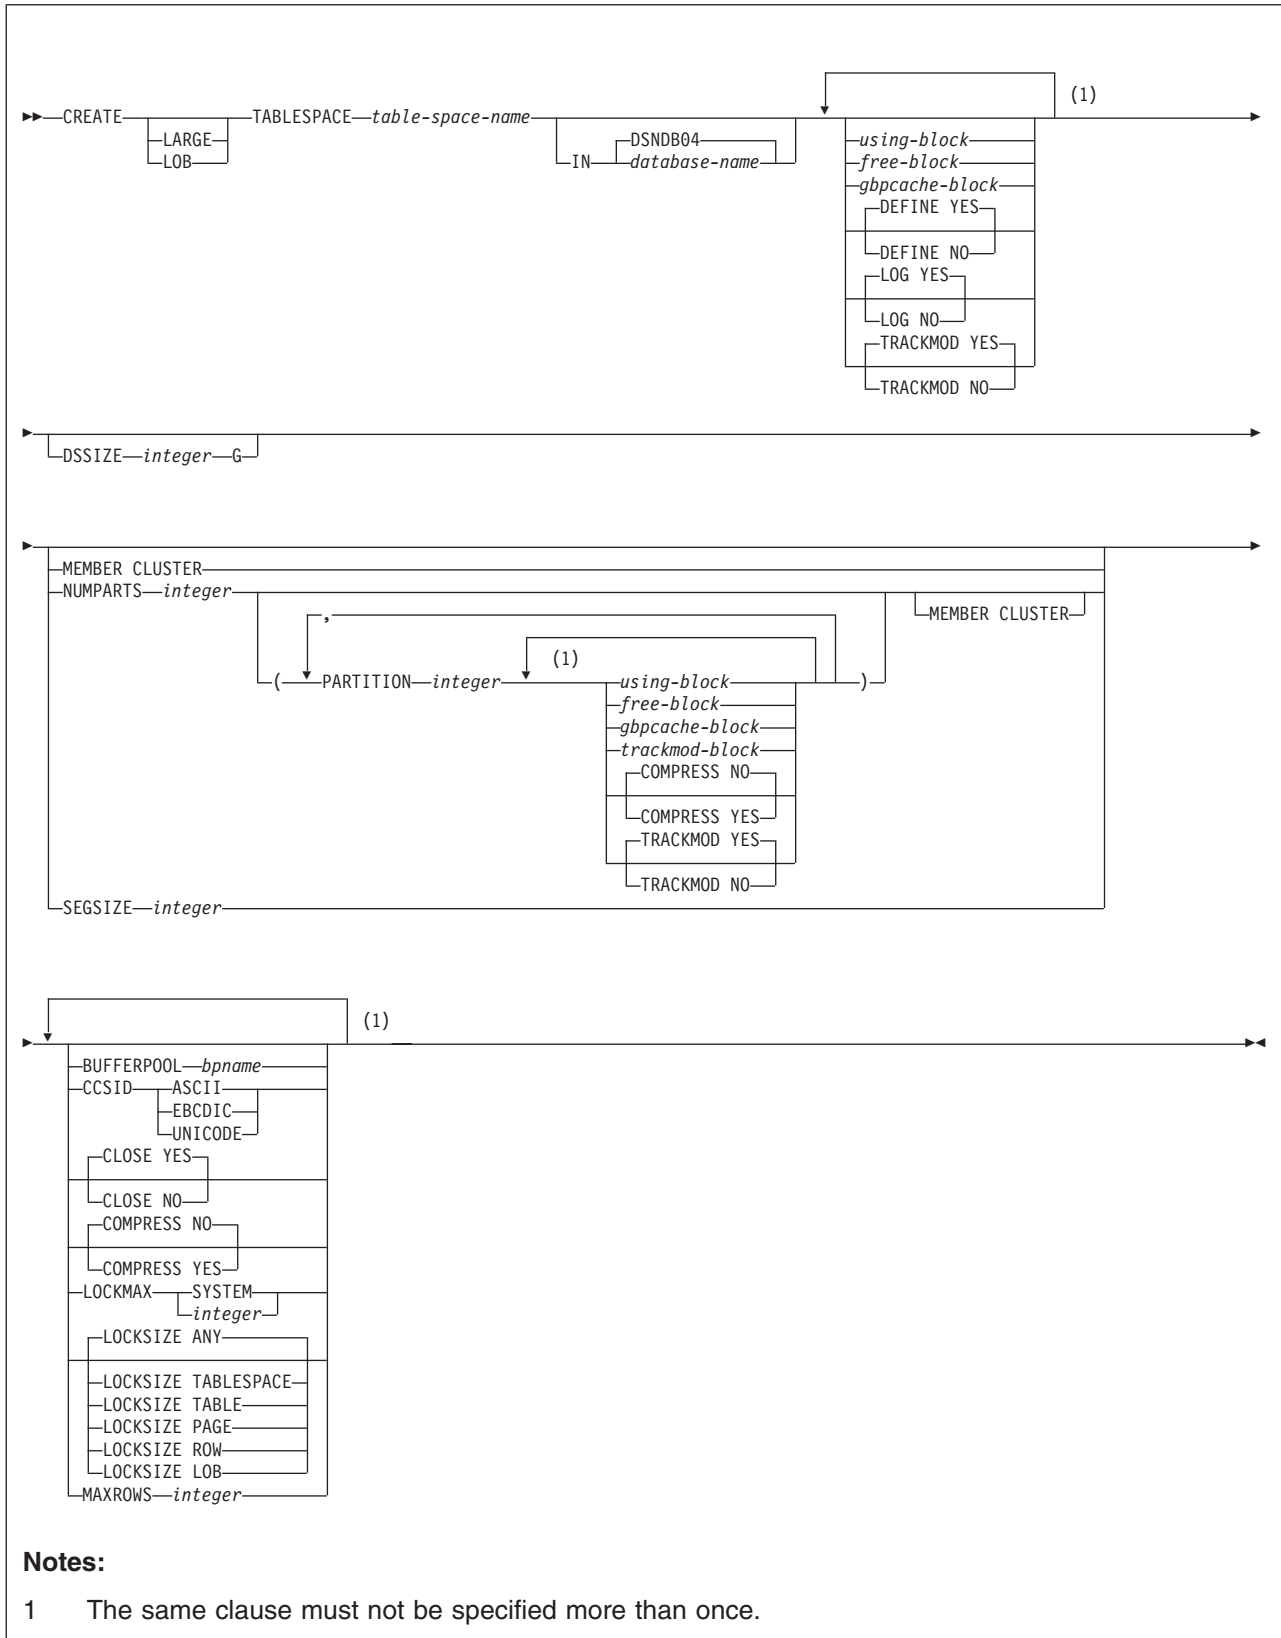 (1)
CREATE TABLESPACE table-space-name
LARGE DSNDB04 using-block
LOB IN database-name free-block
gbpcache-block
DEFINE YES
DEFINE NO
LOG YES
LOG NO
TRACKMOD YES
TRACKMOD NO
DSSIZE integer G
MEMBER CLUSTER
NUMPARTS integer
, MEMBER CLUSTER
(1)
( PARTITION integer using-block )
free-block
gbpcache-block
trackmod-block
COMPRESS NO
COMPRESS YES
TRACKMOD YES
TRACKMOD NO
SEGSIZE integer
(1)
BUFFERPOOL bpname
CCSID ASCII
EBCDIC
UNICODE
CLOSE YES
CLOSE NO
COMPRESS NO
COMPRESS YES
LOCKMAX SYSTEM
integer
LOCKSIZE ANY
LOCKSIZE TABLESPACE
LOCKSIZE TABLE
LOCKSIZE PAGE
LOCKSIZE ROW
LOCKSIZE LOB
MAXROWS integer
Notes:
1 The same clause must not be specified more than once.